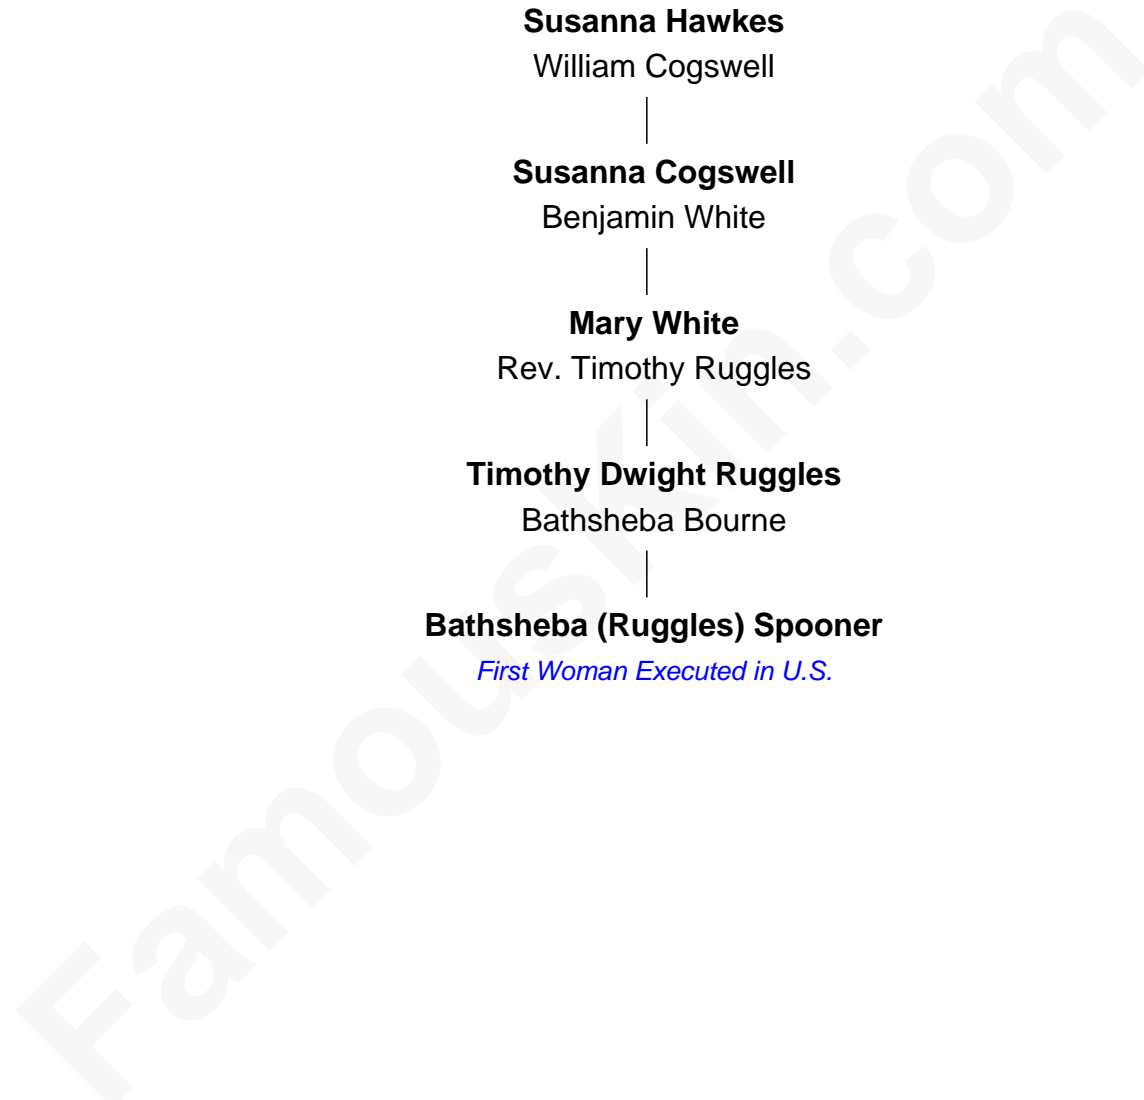 Susanna Hawkes
William Cogswell
Susanna Cogswell
Benjamin White
Mary White
Rev. Timothy Ruggles
Timothy Dwight Ruggles
Bathsheba Bourne
Bathsheba (Ruggles) Spooner
First Woman Executed in U.S.
FamousKin.com